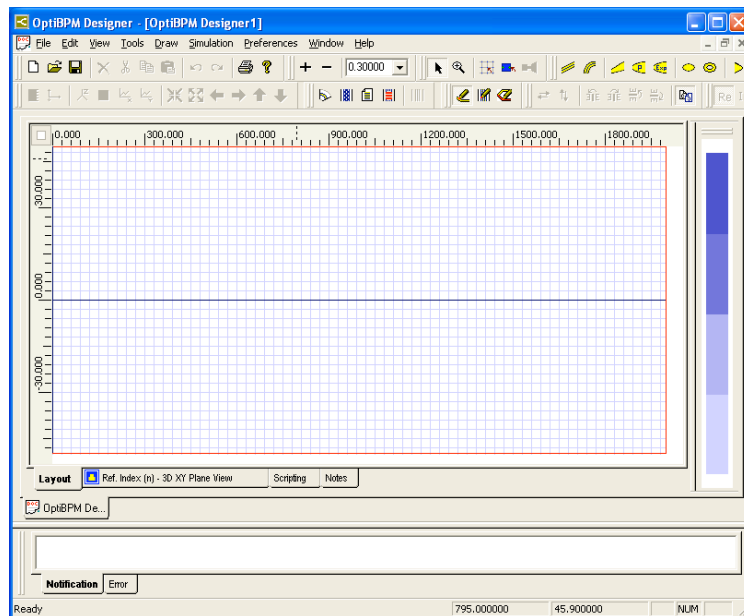 OptiBPM Designer - [OptiBPM Designer1]
File Edit View Tools Draw Simulation Preferences Window Help
0.30000
Re
0.000 300.000 600.000 900.000 1200.000 1500.000 1800.000
30.000
0.000
-30.000
Layout Ref. Index (n) - 3D XY Plane View Scripting Notes
OptiBPM De...
Notification Error
Ready 795.000000 45.900000 NUM